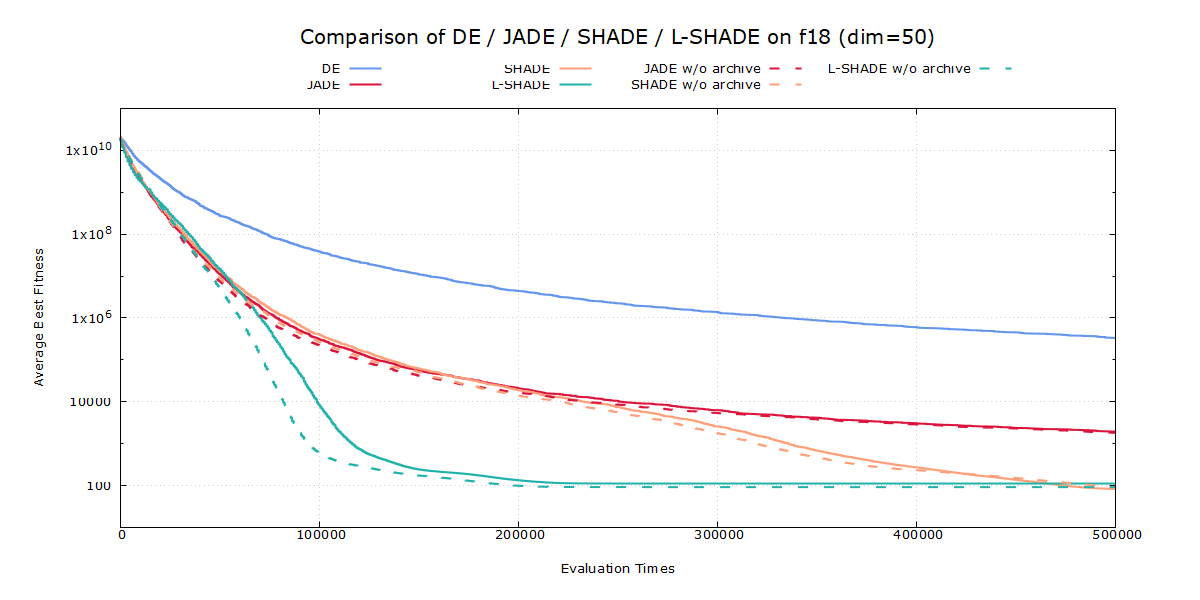 Comparison of DE / JADE / SHADE / L-SHADE on f18 (dim=50)
DE SHADE JADE w/o archive L-SHADE w/o archive
JADE L-SHADE SHADE w/o archive
1x10^10
1x10^8
1x10^6
10000
100
Average Best Fitness
0 100000 200000 300000 400000 500000
Evaluation Times